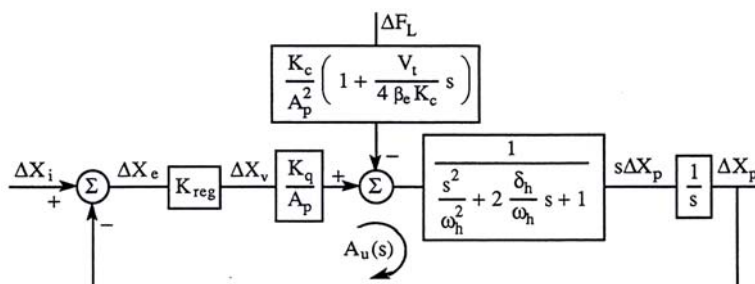 ΔF_L
K_c / A_p^2 ( 1 + V_t / (4 β_e K_c) s )
ΔX_i
+
−
Σ
ΔX_e
K_reg
ΔX_v
K_q / A_p
+
−
Σ
1 / ( s^2 / ω_h^2 + 2 δ_h / ω_h s + 1 )
sΔX_p
1 / s
ΔX_p
A_u(s)